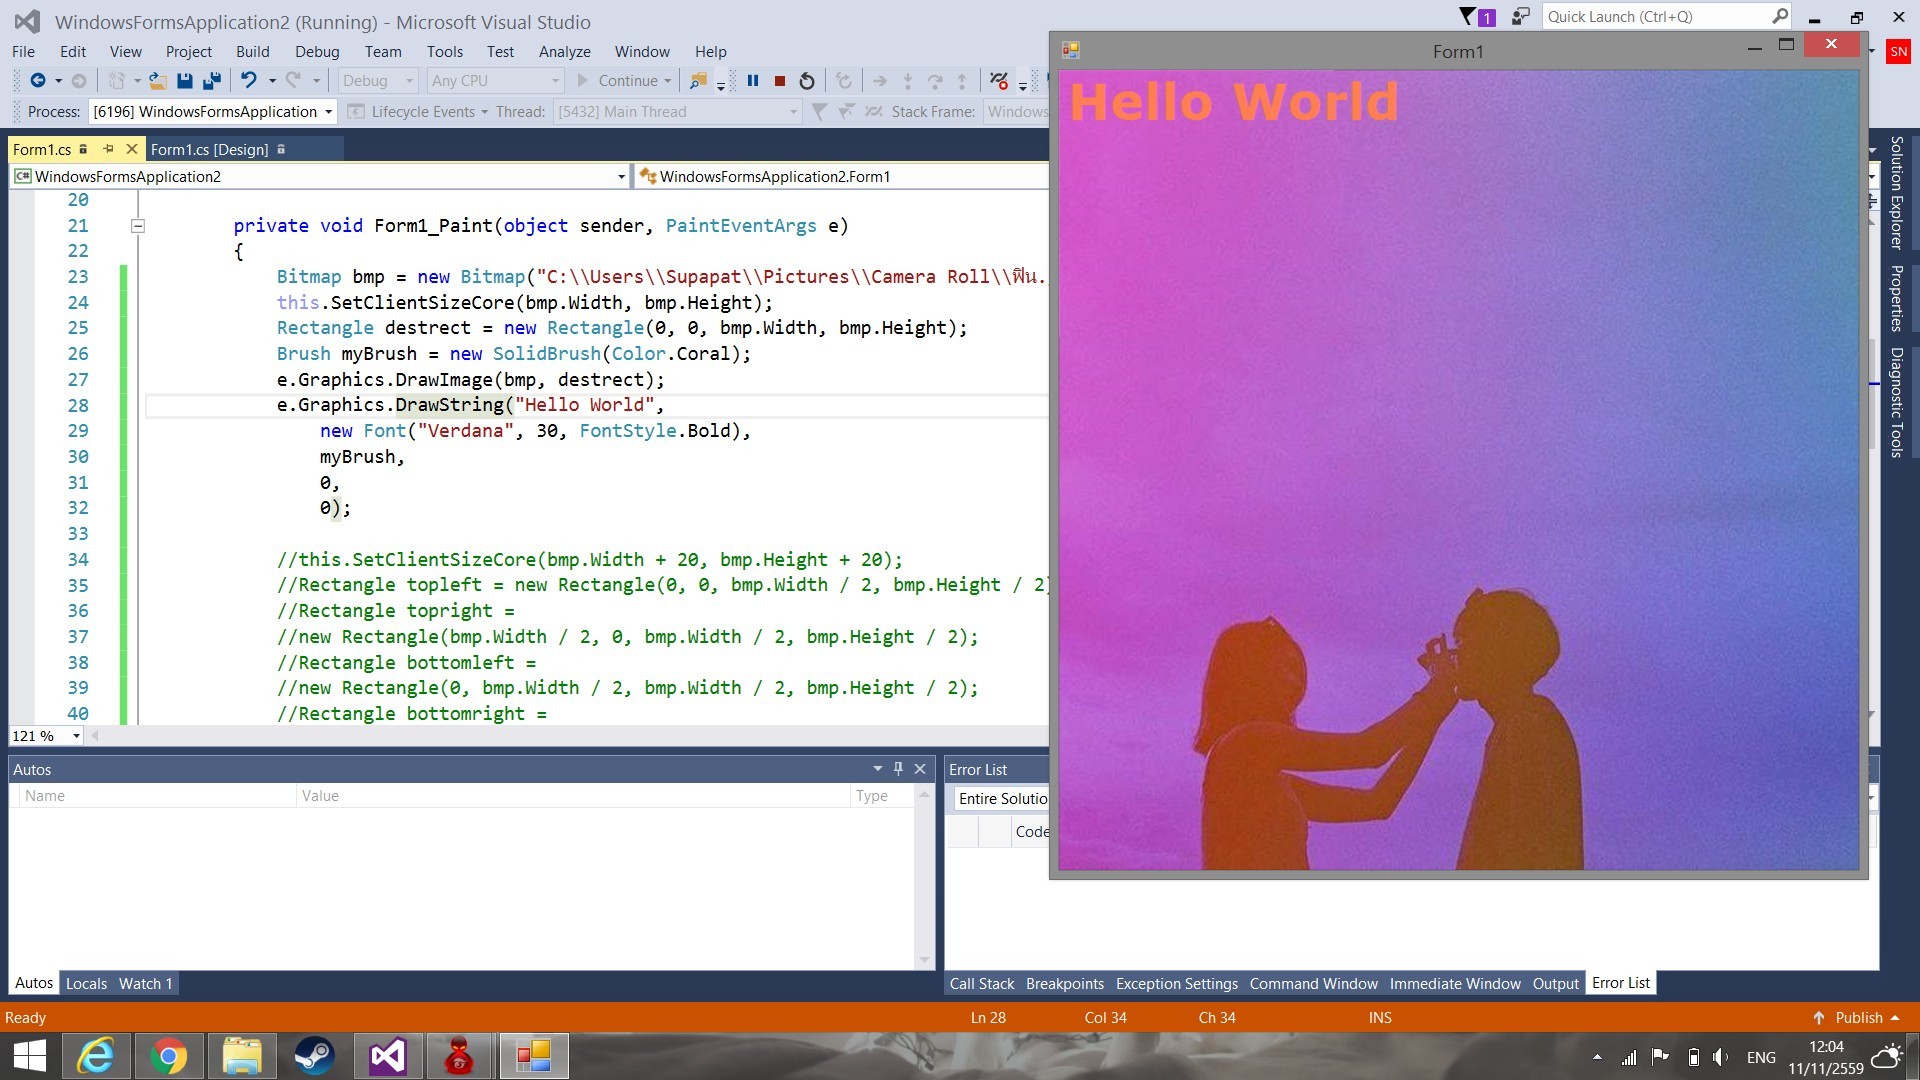 WindowsFormsApplication2 (Running) - Microsoft Visual Studio
1
Quick Launch (Ctrl+Q)
File Edit View Project Build Debug Team Tools Test Analyze Window Help
SN
Debug Any CPU Continue
Process: [6196] WindowsFormsApplication Lifecycle Events Thread: [5432] Main Thread Stack Frame: Windows
Form1.cs Form1.cs [Design]
C# WindowsFormsApplication2 WindowsFormsApplication2.Form1
20
21 private void Form1_Paint(object sender, PaintEventArgs e)
22 {
23 Bitmap bmp = new Bitmap("C:\\Users\\Supapat\\Pictures\\Camera Roll\\ฟิน.
24 this.SetClientSizeCore(bmp.Width, bmp.Height);
25 Rectangle destrect = new Rectangle(0, 0, bmp.Width, bmp.Height);
26 Brush myBrush = new SolidBrush(Color.Coral);
27 e.Graphics.DrawImage(bmp, destrect);
28 e.Graphics.DrawString("Hello World",
29 new Font("Verdana", 30, FontStyle.Bold),
30 myBrush,
31 0,
32 0);
33
34 //this.SetClientSizeCore(bmp.Width + 20, bmp.Height + 20);
35 //Rectangle topleft = new Rectangle(0, 0, bmp.Width / 2, bmp.Height / 2)
36 //Rectangle topright =
37 //new Rectangle(bmp.Width / 2, 0, bmp.Width / 2, bmp.Height / 2);
38 //Rectangle bottomleft =
39 //new Rectangle(0, bmp.Width / 2, bmp.Width / 2, bmp.Height / 2);
40 //Rectangle bottomright =
121 %
Form1
Hello World
Solution Explorer
Properties
Diagnostic Tools
Autos
Name Value Type
Error List
Entire Solutio
Code
Autos Locals Watch 1
Call Stack Breakpoints Exception Settings Command Window Immediate Window Output Error List
Ready Ln 28 Col 34 Ch 34 INS Publish
ENG 12:04
11/11/2559